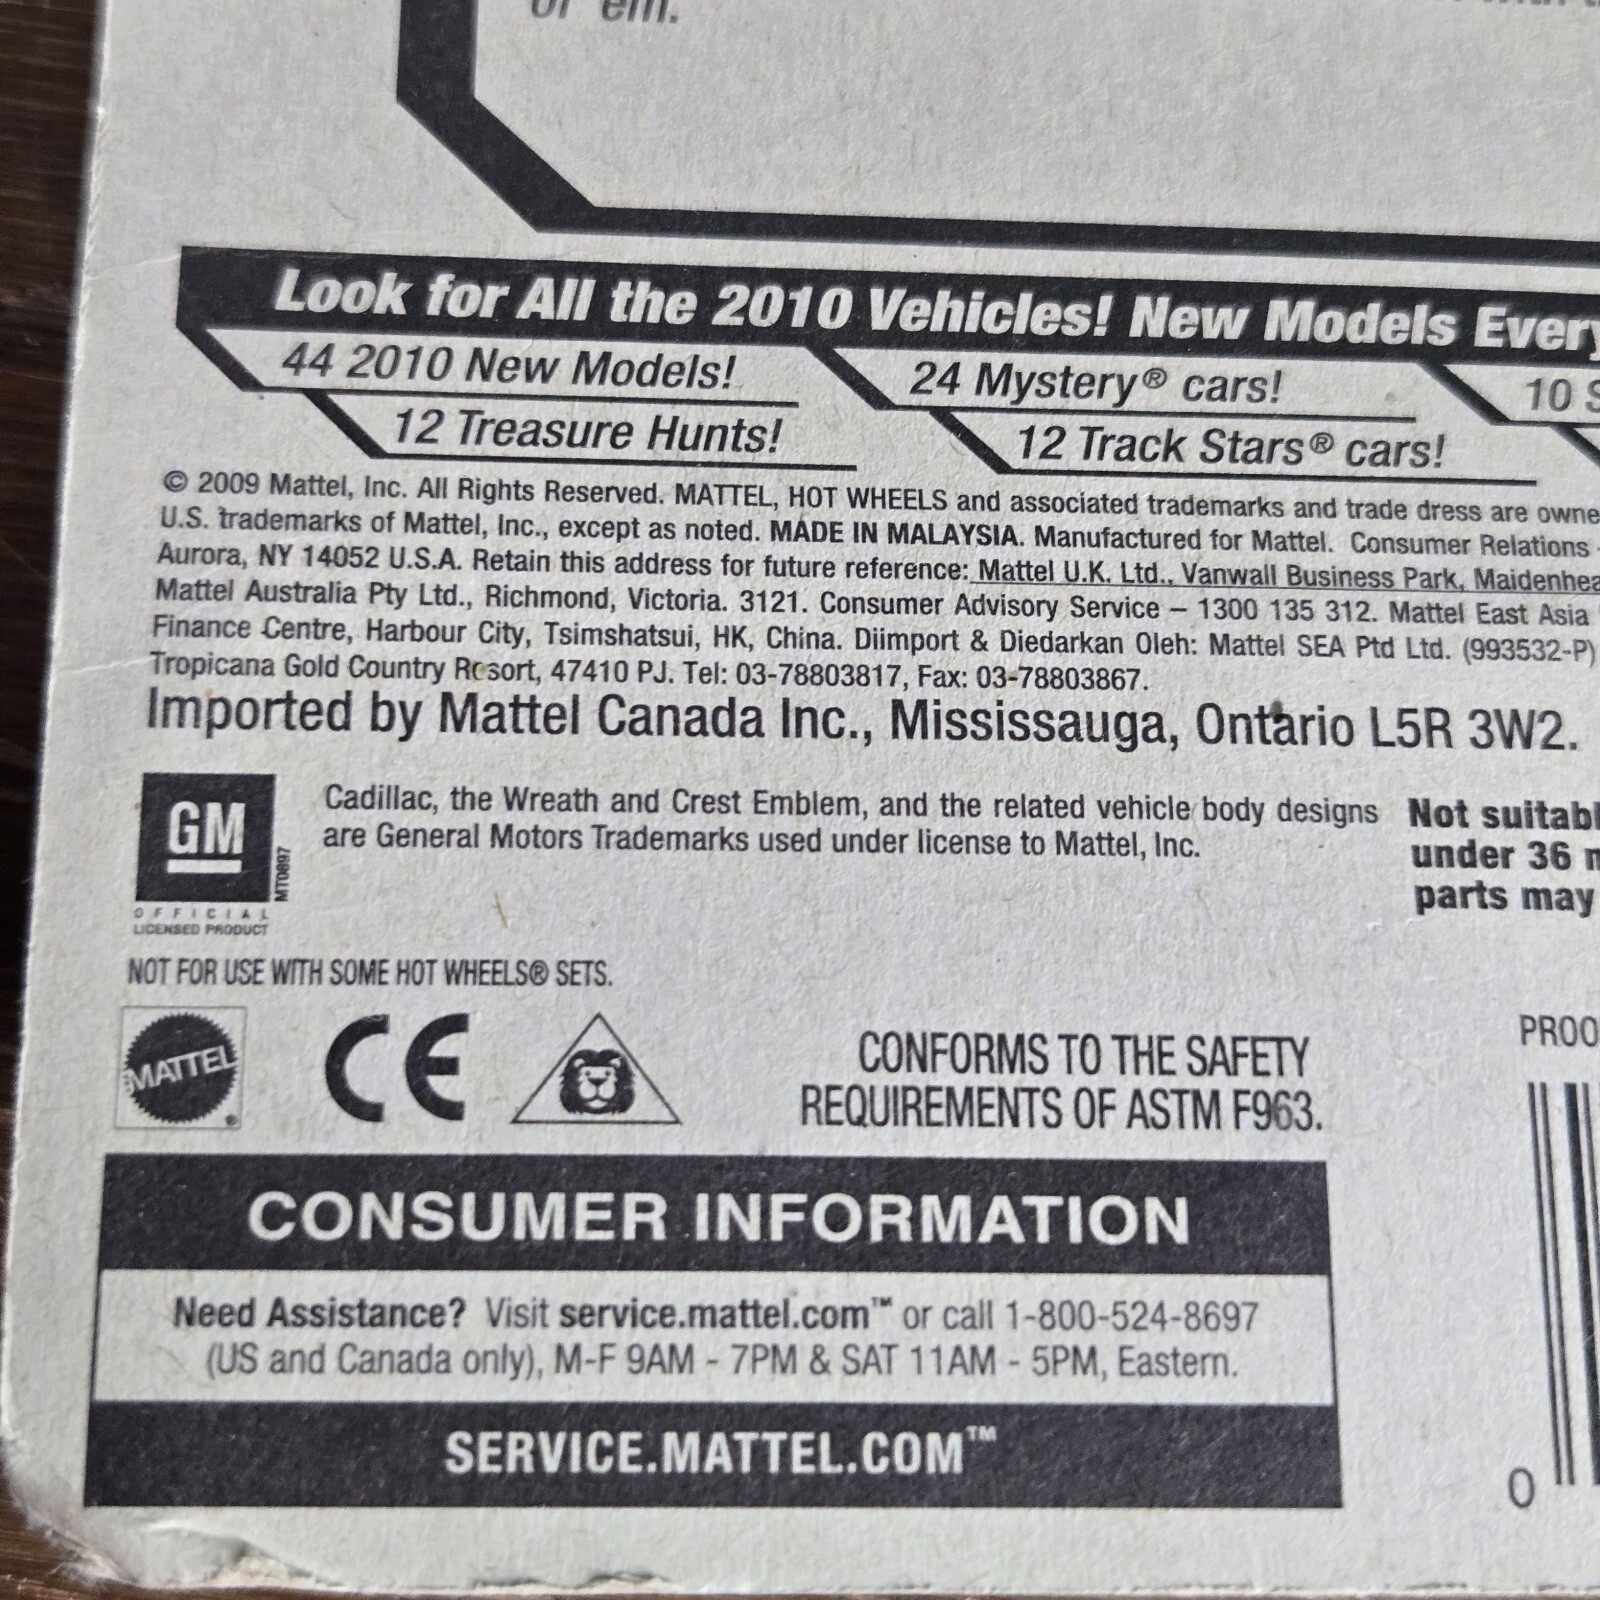 or 'em.
Look for All the 2010 Vehicles! New Models Every
44 2010 New Models!
24 Mystery® cars!
10 S
12 Treasure Hunts!
12 Track Stars® cars!
© 2009 Mattel, Inc. All Rights Reserved. MATTEL, HOT WHEELS and associated trademarks and trade dress are owne
U.S. trademarks of Mattel, Inc., except as noted. MADE IN MALAYSIA. Manufactured for Mattel. Consumer Relations
Aurora, NY 14052 U.S.A. Retain this address for future reference: Mattel U.K. Ltd., Vanwall Business Park, Maidenhea
Mattel Australia Pty Ltd., Richmond, Victoria. 3121. Consumer Advisory Service – 1300 135 312. Mattel East Asia
Finance Centre, Harbour City, Tsimshatsui, HK, China. Diimport & Diedarkan Oleh: Mattel SEA Ptd Ltd. (993532-P)
Tropicana Gold Country Resort, 47410 PJ. Tel: 03-78803817, Fax: 03-78803867.
Imported by Mattel Canada Inc., Mississauga, Ontario L5R 3W2.
GM
MT0897
OFFICIAL
LICENSED PRODUCT
Cadillac, the Wreath and Crest Emblem, and the related vehicle body designs
are General Motors Trademarks used under license to Mattel, Inc.
Not suitabl
under 36 m
parts may
NOT FOR USE WITH SOME HOT WHEELS® SETS.
MATTEL®
CE
CONFORMS TO THE SAFETY
REQUIREMENTS OF ASTM F963.
PROO
CONSUMER INFORMATION
Need Assistance? Visit service.mattel.com™ or call 1-800-524-8697
(US and Canada only), M-F 9AM - 7PM & SAT 11AM - 5PM, Eastern.
SERVICE.MATTEL.COM™
0